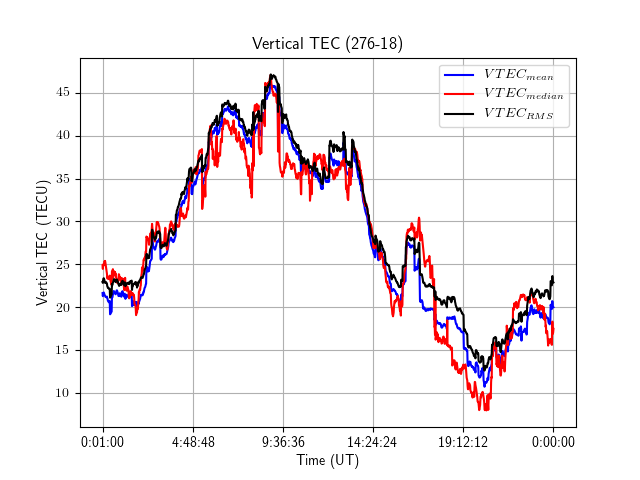 Vertical TEC (276-18)
VTEC_mean
VTEC_median
VTEC_RMS
Vertical TEC (TECU)
45
40
35
30
25
20
15
10
0:01:00 4:48:48 9:36:36 14:24:24 19:12:12 0:00:00
Time (UT)